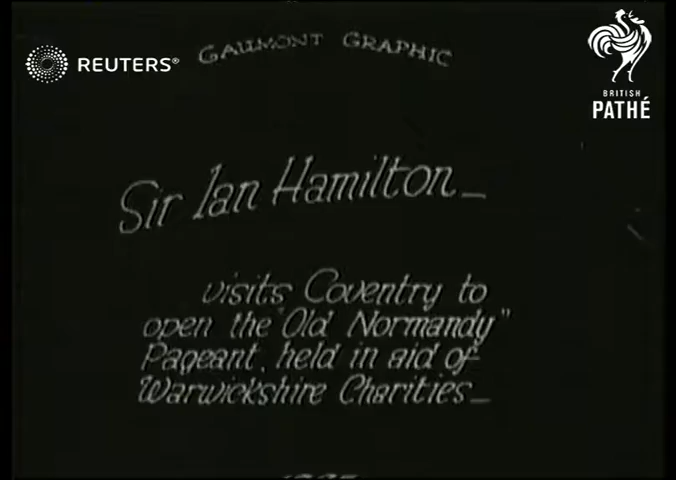 GAUMONT GRAPHIC
REUTERS®
BRITISH
PATHÉ
Sir Ian Hamilton_
visits Coventry to
open the "Old Normandy"
Pageant, held in aid of
Warwickshire Charities_